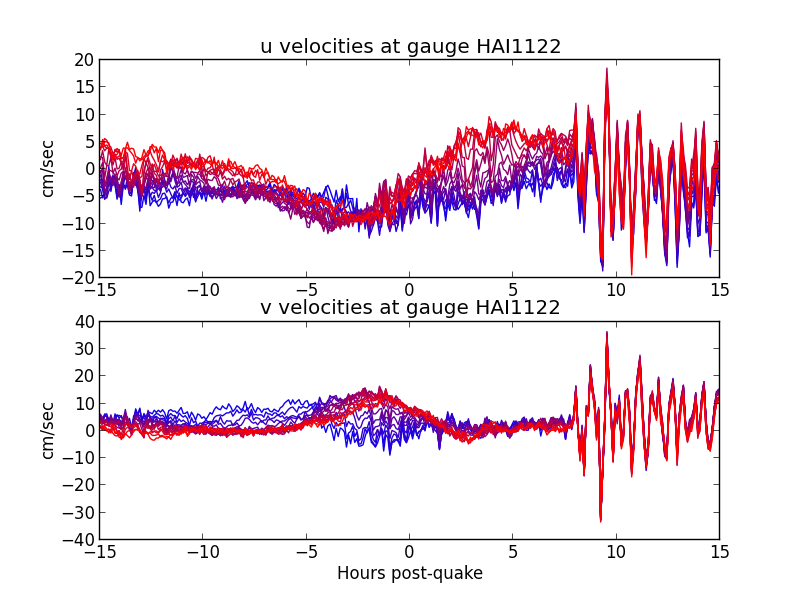 u velocities at gauge HAI1122
20
15
10
5
0
−5
−10
−15
−20
cm/sec
−15 −10 −5 0 5 10 15
v velocities at gauge HAI1122
40
30
20
10
0
−10
−20
−30
−40
cm/sec
−15 −10 −5 0 5 10 15
Hours post-quake